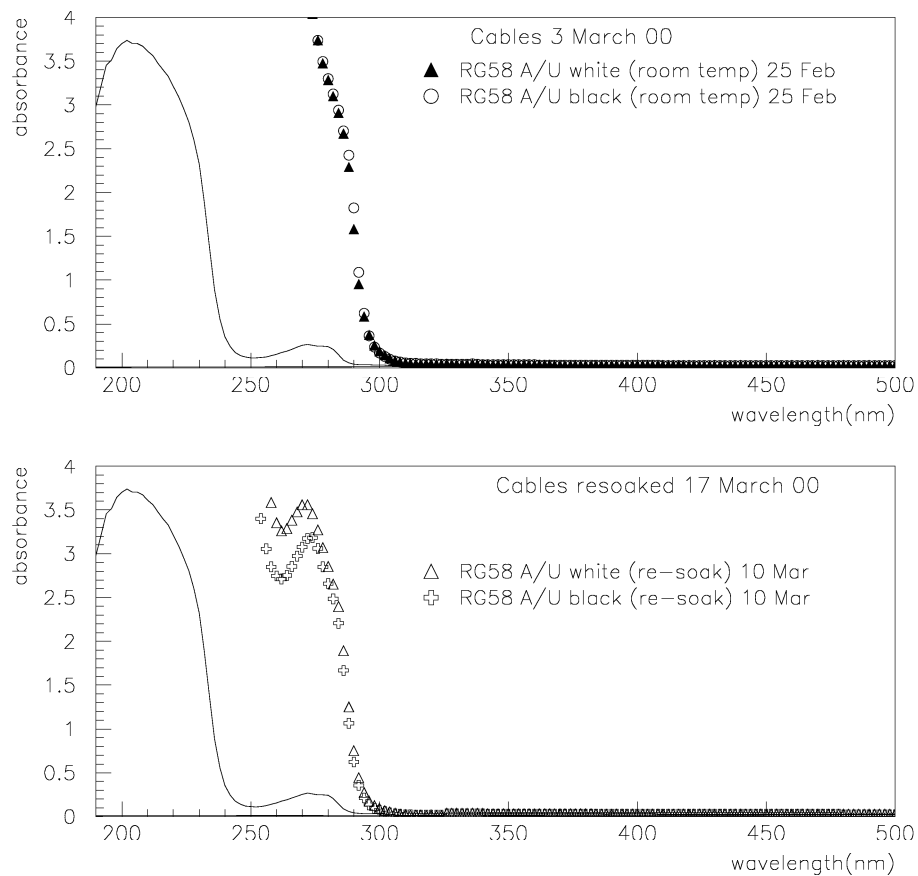 4
3.5
3
2.5
2
1.5
1
0.5
0
absorbance
Cables 3 March 00
RG58 A/U white (room temp) 25 Feb
RG58 A/U black (room temp) 25 Feb
200 250 300 350 400 450 500
wavelength(nm)
4
3.5
3
2.5
2
1.5
1
0.5
0
absorbance
Cables resoaked 17 March 00
RG58 A/U white (re-soak) 10 Mar
RG58 A/U black (re-soak) 10 Mar
200 250 300 350 400 450 500
wavelength(nm)